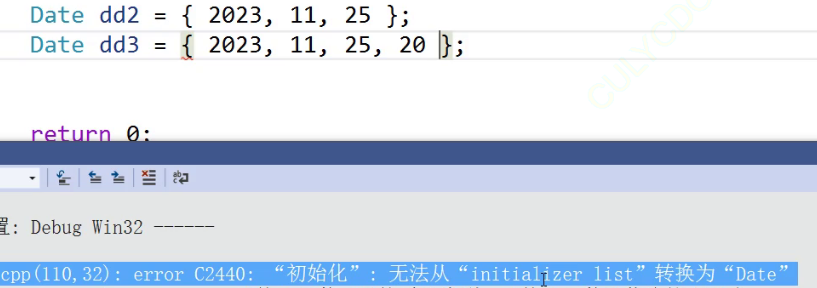 Date dd2 = { 2023, 11, 25 };
Date dd3 = { 2023, 11, 25, 20 };
return 0;
置: Debug Win32 ------
cpp(110,32): error C2440: “初始化”: 无法从“initializer list”转换为“Date”